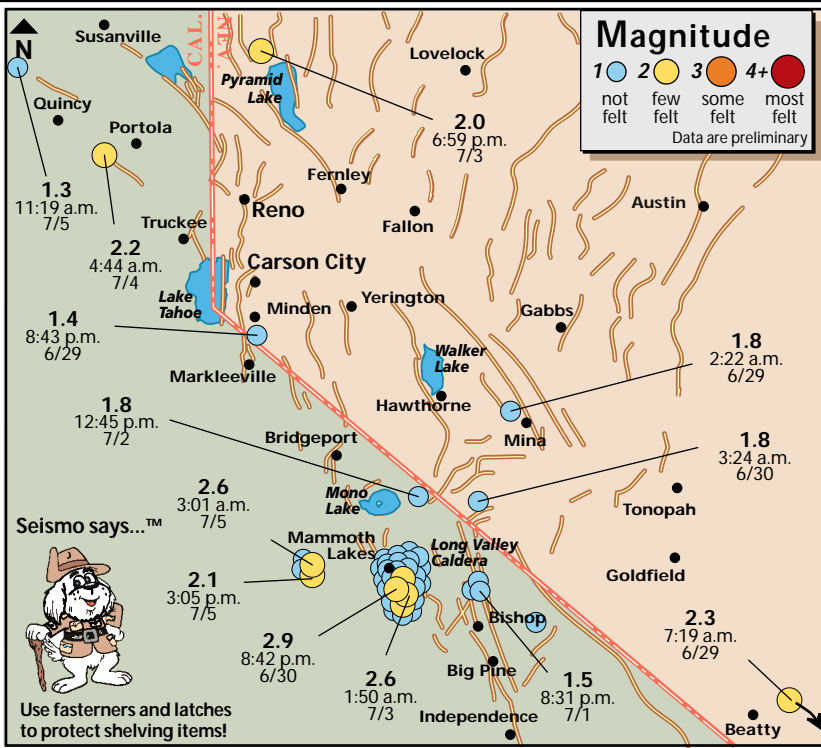 N
Susanville
CAL.
NEV.
Lovelock
Pyramid
Lake
Magnitude
1 2 3 4+
not felt
few felt
some felt
most felt
Data are preliminary
Quincy
Portola
2.0
6:59 p.m.
7/3
1.3
11:19 a.m.
7/5
Fernley
Reno
Fallon
Austin
Truckee
2.2
4:44 a.m.
7/4
Carson City
Lake
Tahoe
Minden
Yerington
Gabbs
1.4
8:43 p.m.
6/29
Markleeville
Walker
Lake
Hawthorne
Mina
1.8
2:22 a.m.
6/29
1.8
12:45 p.m.
7/2
Bridgeport
1.8
3:24 a.m.
6/30
Mono
Lake
Tonopah
2.6
3:01 a.m.
7/5
Seismo says...™
Mammoth
Lakes
Long Valley
Caldera
Goldfield
2.1
3:05 p.m.
7/5
Bishop
2.3
7:19 a.m.
6/29
2.9
8:42 p.m.
6/30
2.6
1:50 a.m.
7/3
Big Pine
1.5
8:31 p.m.
7/1
Independence
Beatty
Use fasterners and latches
to protect shelving items!